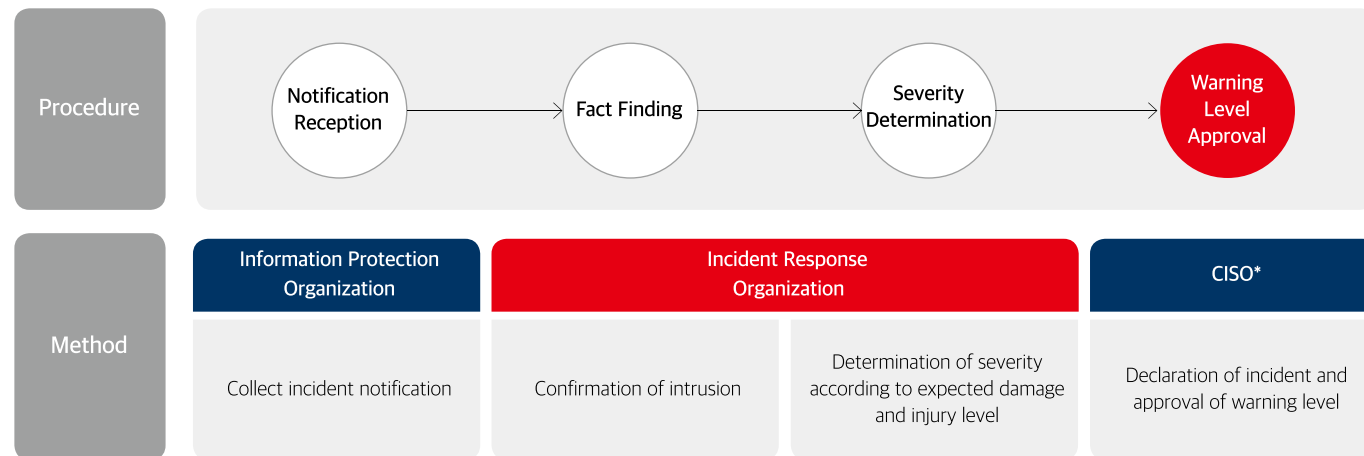 Procedure
Notification
Reception
Fact Finding
Severity
Determination
Warning
Level
Approval
Method
Information Protection
Organization
Incident Response
Organization
CISO*
Collect incident notification
Confirmation of intrusion
Determination of severity
according to expected damage
and injury level
Declaration of incident and
approval of warning level